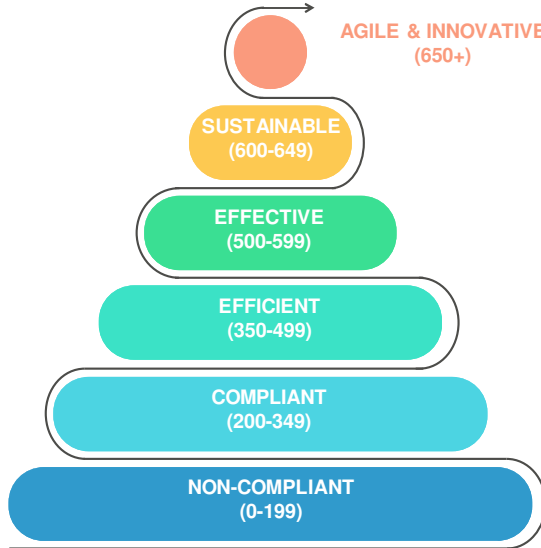 AGILE & INNOVATIVE
(650+)
SUSTAINABLE
(600-649)
EFFECTIVE
(500-599)
EFFICIENT
(350-499)
COMPLIANT
(200-349)
NON-COMPLIANT
(0-199)